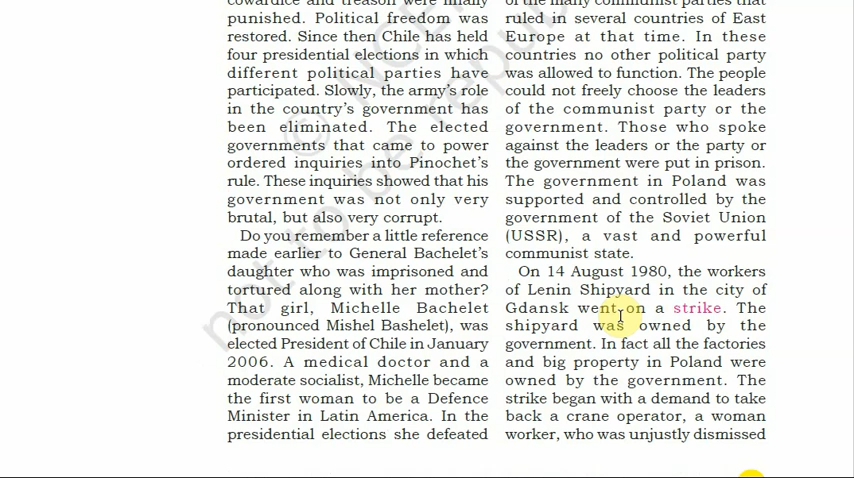 cowardice and treason were finally
punished. Political freedom was
restored. Since then Chile has held
four presidential elections in which
different political parties have
participated. Slowly, the army's role
in the country's government has
been eliminated. The elected
governments that came to power
ordered inquiries into Pinochet's
rule. These inquiries showed that his
government was not only very
brutal, but also very corrupt.
Do you remember a little reference
made earlier to General Bachelet's
daughter who was imprisoned and
tortured along with her mother?
That girl, Michelle Bachelet
(pronounced Mishel Bashelet), was
elected President of Chile in January
2006. A medical doctor and a
moderate socialist, Michelle became
the first woman to be a Defence
Minister in Latin America. In the
presidential elections she defeated
of the many communist parties that
ruled in several countries of East
Europe at that time. In these
countries no other political party
was allowed to function. The people
could not freely choose the leaders
of the communist party or the
government. Those who spoke
against the leaders or the party or
the government were put in prison.
The government in Poland was
supported and controlled by the
government of the Soviet Union
(USSR), a vast and powerful
communist state.
On 14 August 1980, the workers
of Lenin Shipyard in the city of
Gdansk went on a strike. The
shipyard was owned by the
government. In fact all the factories
and big property in Poland were
owned by the government. The
strike began with a demand to take
back a crane operator, a woman
worker, who was unjustly dismissed
© NCE
not to be repu